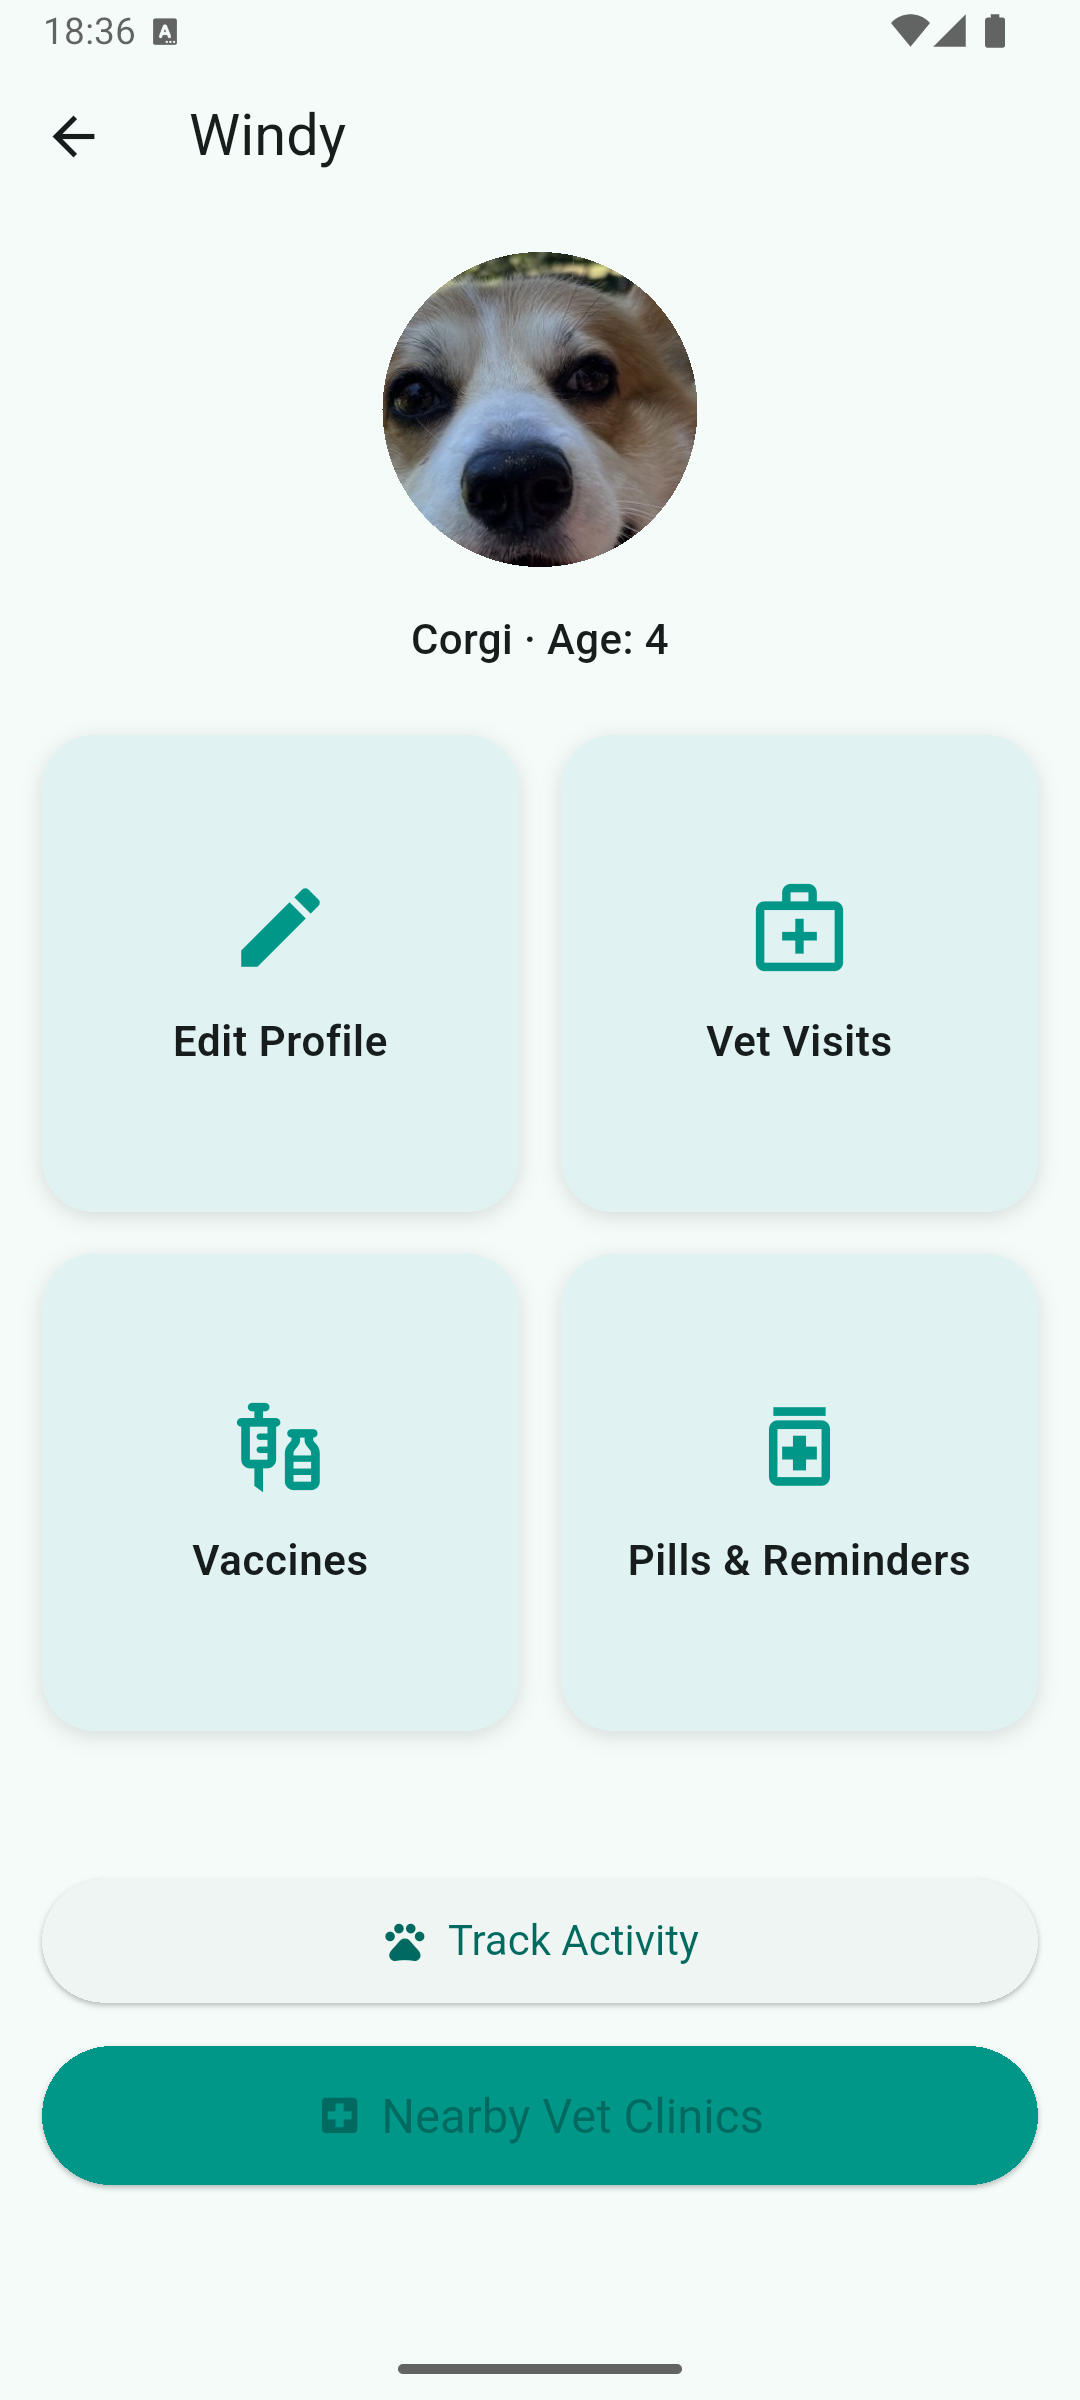 18:36
Windy
Corgi · Age: 4
Edit Profile
Vet Visits
Vaccines
Pills & Reminders
Track Activity
Nearby Vet Clinics